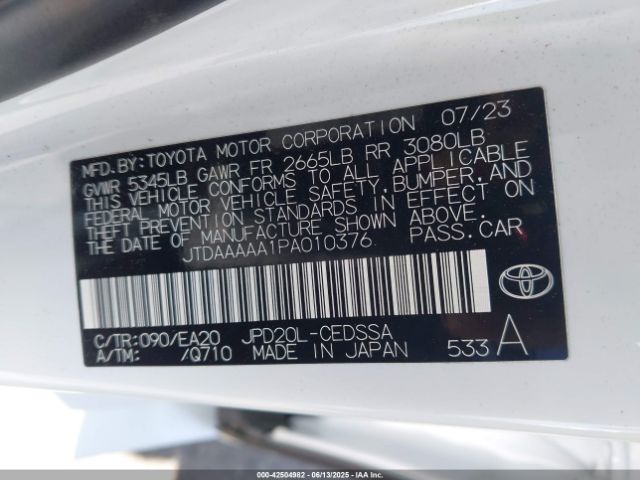 MFD. BY: TOYOTA MOTOR CORPORATION 07/23
GVWR 5345LB GAWR FR 2665LB RR 3080LB
THIS VEHICLE CONFORMS TO ALL APPLICABLE
FEDERAL MOTOR VEHICLE SAFETY, BUMPER, AND
THEFT PREVENTION STANDARDS IN EFFECT ON
THE DATE OF MANUFACTURE SHOWN ABOVE.
JTDAAAAA1PA010376 PASS.CAR
C/TR:090/EA20 JPD20L-CEDSSA
A/TM: /Q710 MADE IN JAPAN 533 A
TOYOTA
000-42504982 - 06/13/2025 - IAAI.COM